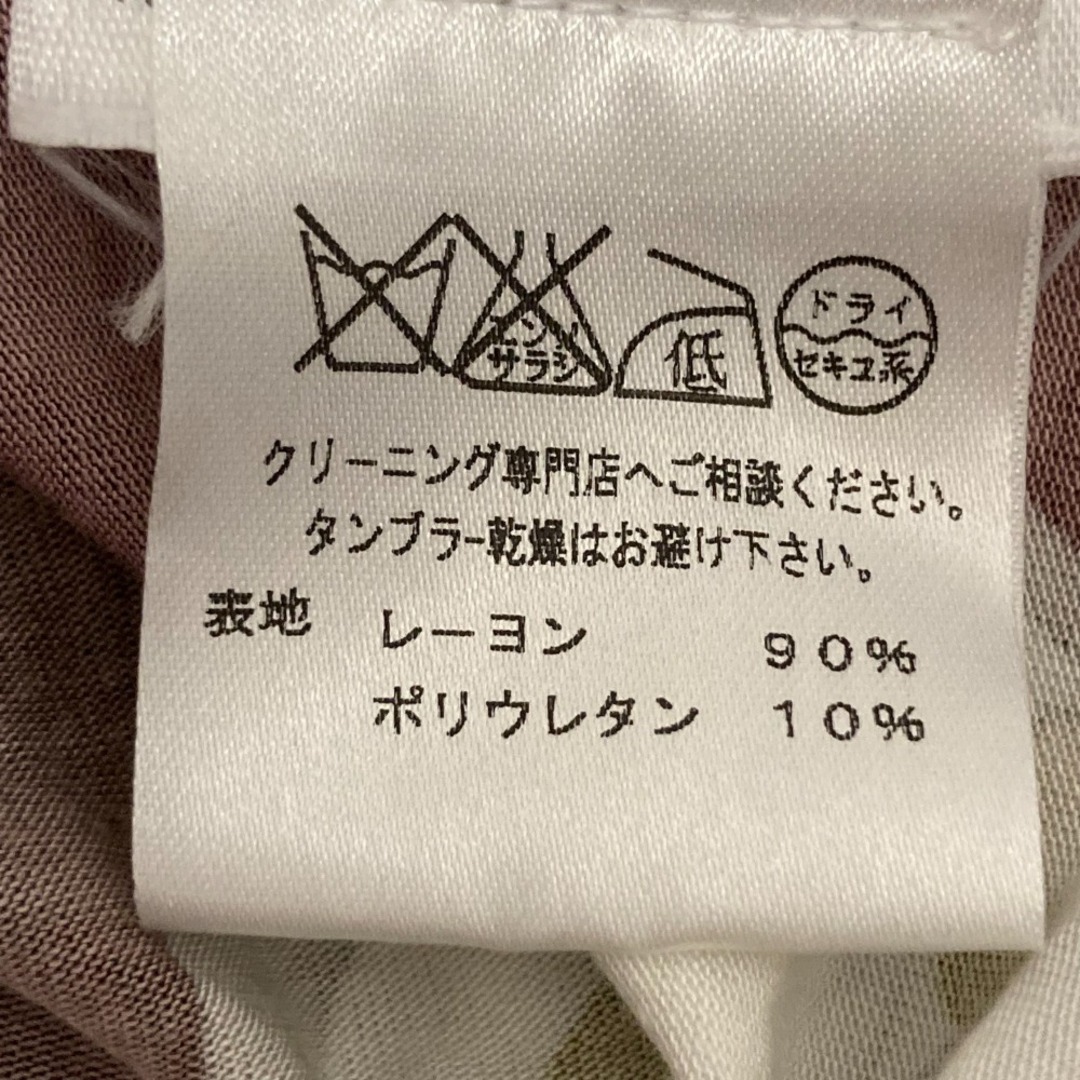 エンソ
サラシ
低
ドライ
セキユ系
クリーニング専門店へご相談ください。
タンブラー乾燥はお避け下さい。
表地 レーヨン 90%
ポリウレタン 10%